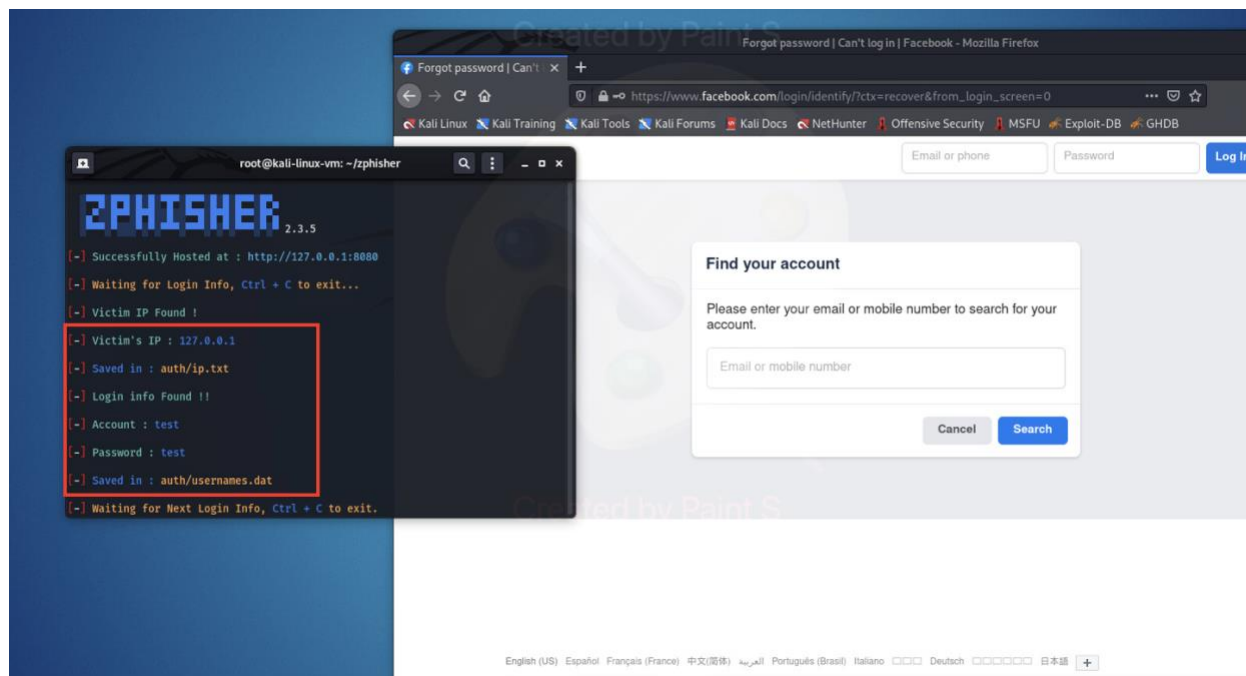 Created by Paint S
Forgot password | Can't log in | Facebook - Mozilla Firefox
Forgot password | Can't
https://www.facebook.com/login/identify/?ctx=recover&from_login_screen=0
Kali Linux Kali Training Kali Tools Kali Forums Kali Docs NetHunter Offensive Security MSFU Exploit-DB GHDB
Email or phone Password Log In
root@kali-linux-vm: ~/zphisher
ZPHISHER 2.3.5
[-] Successfully Hosted at : http://127.0.0.1:8080
[-] Waiting for Login Info, Ctrl + C to exit...
[-] Victim IP Found !
[-] Victim's IP : 127.0.0.1
[-] Saved in : auth/ip.txt
[-] Login info Found !!
[-] Account : test
[-] Password : test
[-] Saved in : auth/usernames.dat
[-] Waiting for Next Login Info, Ctrl + C to exit.
Find your account
Please enter your email or mobile number to search for your
account.
Email or mobile number
Cancel Search
Created by Paint S
English (US) Español Français (France) 中文(简体) العربية Português (Brasil) Italiano Deutsch 日本語